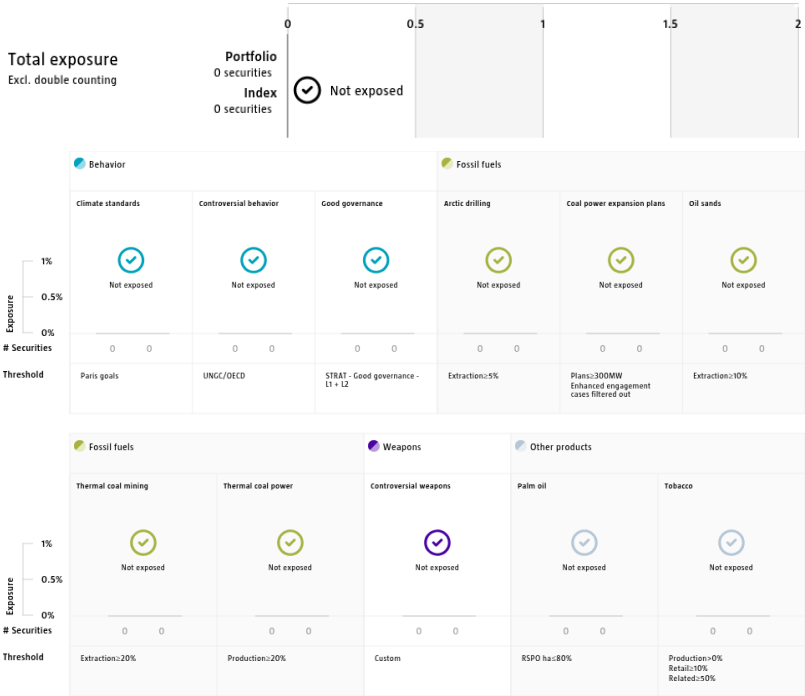 0 0.5 1 1.5 2
Total exposure
Excl. double counting
Portfolio
0 securities
Index
0 securities
Not exposed
Behavior Fossil fuels
Climate standards Controversial behavior Good governance Arctic drilling Coal power expansion plans Oil sands
Exposure
1%
0.5%
0%
Not exposed Not exposed Not exposed Not exposed Not exposed Not exposed
# Securities 0 0 0 0 0 0 0 0 0 0 0 0
Threshold Paris goals UNGC/OECD STRAT - Good governance - Extraction≥5% Plans≥300MW Extraction≥10%
L1 + L2 Enhanced engagement
cases filtered out
Fossil fuels Weapons Other products
Thermal coal mining Thermal coal power Controversial weapons Palm oil Tobacco
Exposure
1%
0.5%
0%
Not exposed Not exposed Not exposed Not exposed Not exposed
# Securities 0 0 0 0 0 0 0 0 0 0
Threshold Extraction≥20% Production≥20% Custom RSPO ha≤80% Production>0%
Retail≥10%
Related≥50%